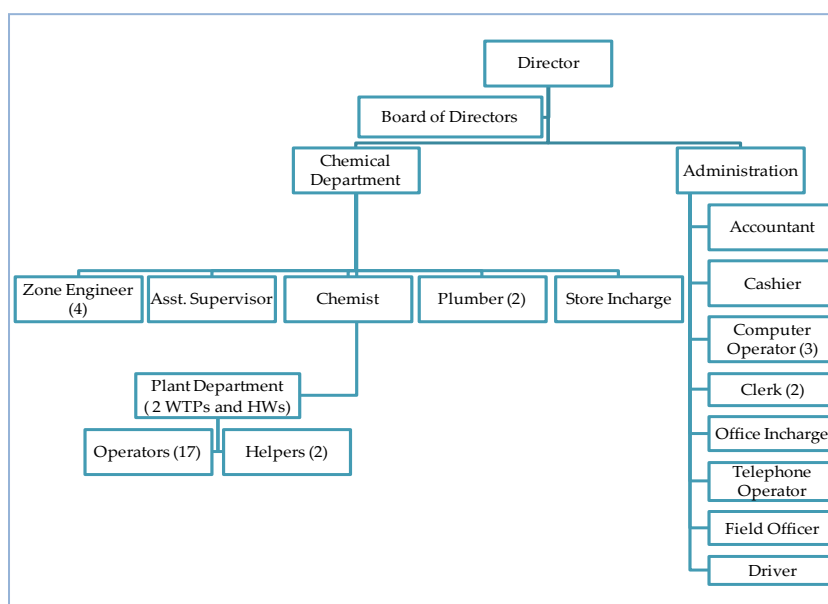 Director
Board of Directors
Chemical
Department
Administration
Accountant
Cashier
Computer
Operator (3)
Clerk (2)
Office Incharge
Telephone
Operator
Field Officer
Driver
Zone Engineer
(4)
Asst. Supervisor
Chemist
Plumber (2)
Store Incharge
Plant Department
( 2 WTPs and HWs)
Operators (17)
Helpers (2)